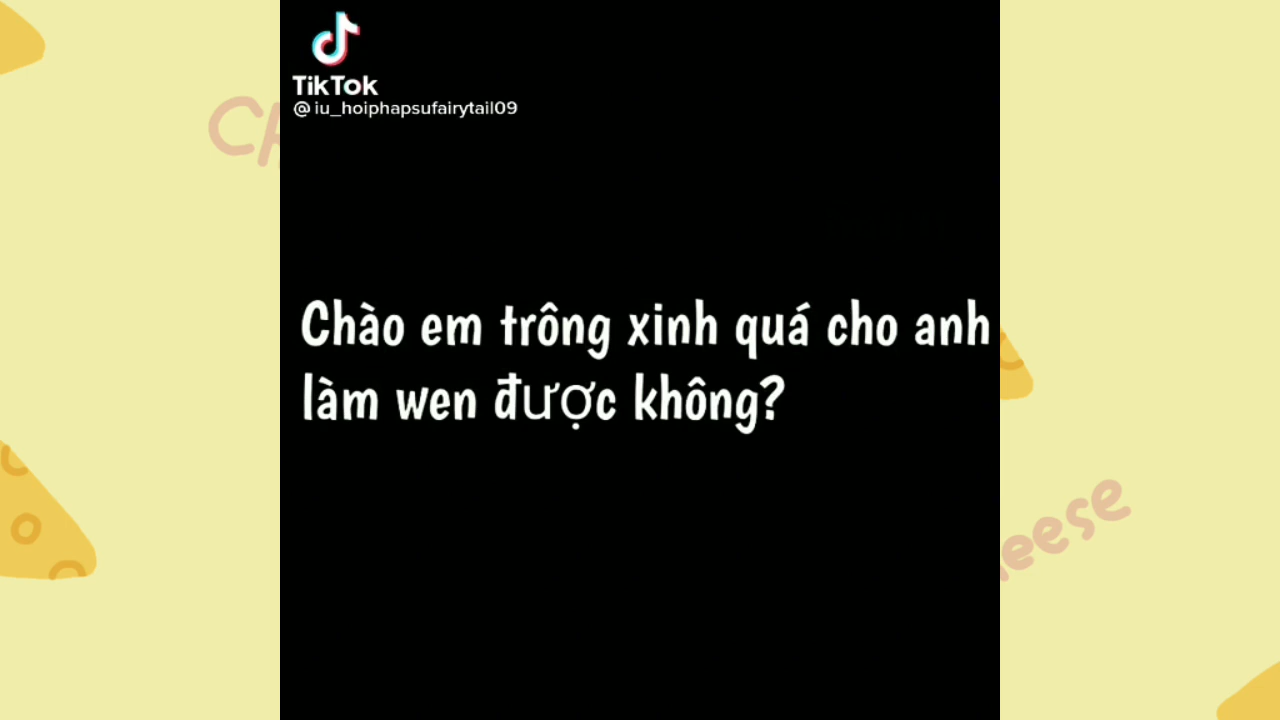 TikTok
@iu_hoiphapsufairytail09
Chào em trông xinh quá cho anh
làm wen được không?